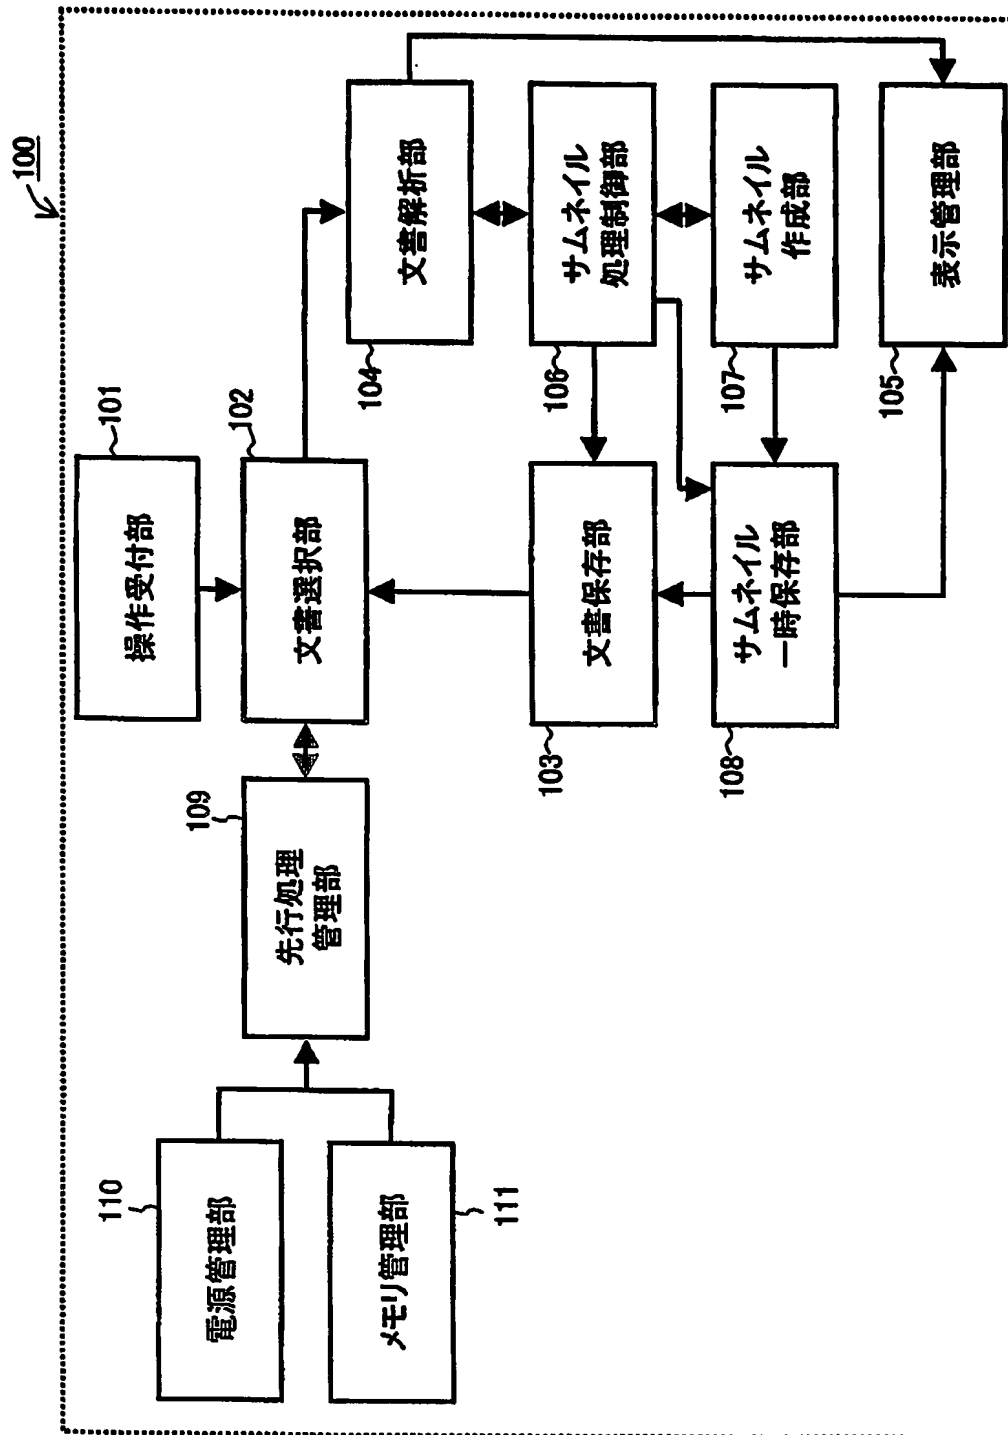 100
操作受付部
101
文書選択部
102
先行処理
管理部
109
電源管理部
110
メモリ管理部
111
文書解析部
104
サムネイル
処理制御部
106
サムネイル
作成部
107
表示管理部
105
文書保存部
103
サムネイル
一時保存部
108